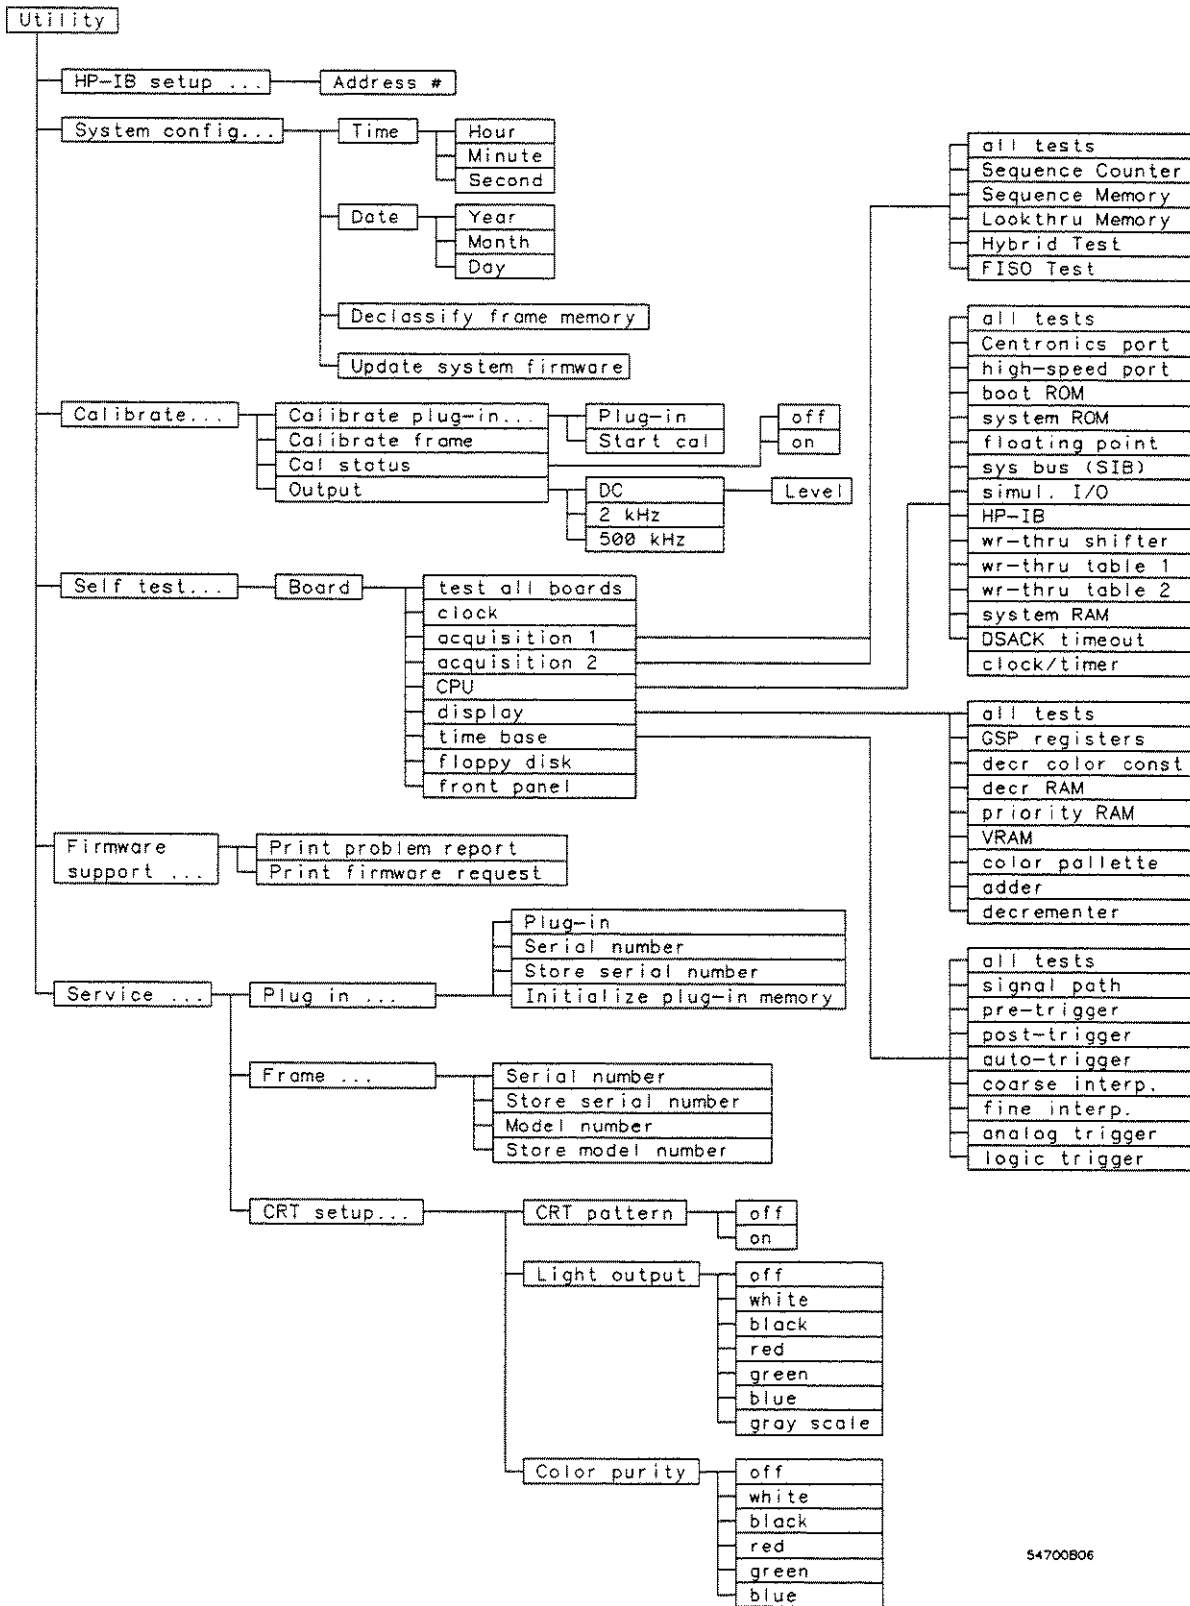 Utility
HP-IB setup ...
Address #
System config...
Time
Hour
Minute
Second
Date
Year
Month
Day
Declassify frame memory
Update system firmware
Calibrate...
Calibrate plug-in...
Plug-in
Start cal
Calibrate frame
Cal status
off
on
Output
DC
Level
2 kHz
500 kHz
Self test...
Board
test all boards
clock
acquisition 1
acquisition 2
CPU
display
time base
floppy disk
front panel
all tests
Sequence Counter
Sequence Memory
Lookthru Memory
Hybrid Test
FISO Test
all tests
Centronics port
high-speed port
boot ROM
system ROM
floating point
sys bus (SIB)
simul. I/O
HP-IB
wr-thru shifter
wr-thru table 1
wr-thru table 2
system RAM
DSACK timeout
clock/timer
all tests
GSP registers
decr color const
decr RAM
priority RAM
VRAM
color pallette
adder
decrementer
all tests
signal path
pre-trigger
post-trigger
auto-trigger
coarse interp.
fine interp.
analog trigger
logic trigger
Firmware
support ...
Print problem report
Print firmware request
Service ...
Plug in ...
Plug-in
Serial number
Store serial number
Initialize plug-in memory
Frame ...
Serial number
Store serial number
Model number
Store model number
CRT setup...
CRT pattern
off
on
Light output
off
white
black
red
green
blue
gray scale
Color purity
off
white
black
red
green
blue
54700B06